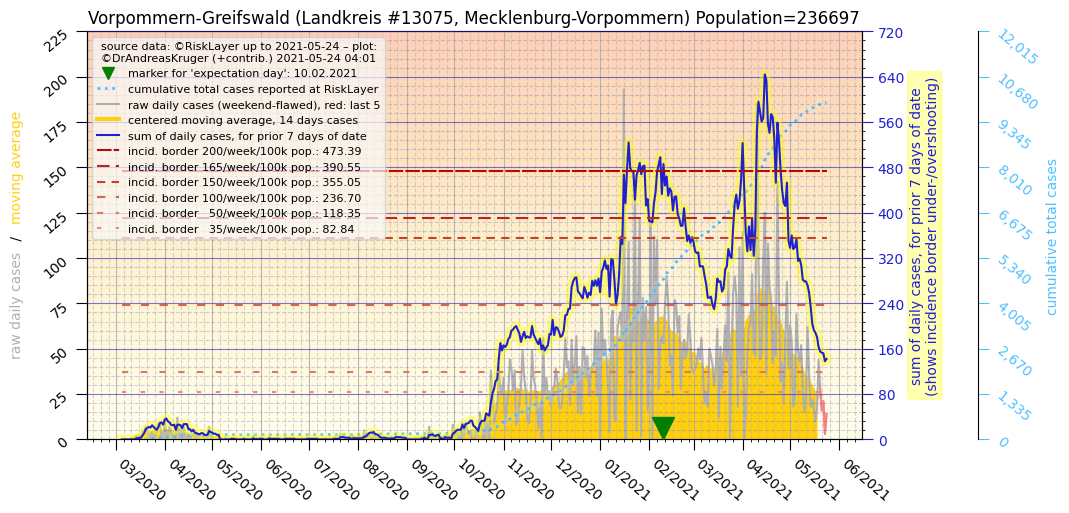 Vorpommern-Greifswald (Landkreis #13075, Mecklenburg-Vorpommern) Population=236697
source data: ©RiskLayer up to 2021-05-24 – plot:
©DrAndreasKruger (+contrib.) 2021-05-24 04:01
marker for 'expectation day': 10.02.2021
cumulative total cases reported at RiskLayer
raw daily cases (weekend-flawed), red: last 5
centered moving average, 14 days cases
sum of daily cases, for prior 7 days of date
incid. border 200/week/100k pop.: 473.39
incid. border 165/week/100k pop.: 390.55
incid. border 150/week/100k pop.: 355.05
incid. border 100/week/100k pop.: 236.70
incid. border   50/week/100k pop.: 118.35
incid. border   35/week/100k pop.: 82.84
raw daily cases / moving average
225
200
175
150
125
100
75
50
25
0
03/2020
04/2020
05/2020
06/2020
07/2020
08/2020
09/2020
10/2020
11/2020
12/2020
01/2021
02/2021
03/2021
04/2021
05/2021
06/2021
720
640
560
480
400
320
240
160
80
0
sum of daily cases, for prior 7 days of date
(shows incidence border under-/overshooting)
12,015
10,680
9,345
8,010
6,675
5,340
4,005
2,670
1,335
0
cumulative total cases